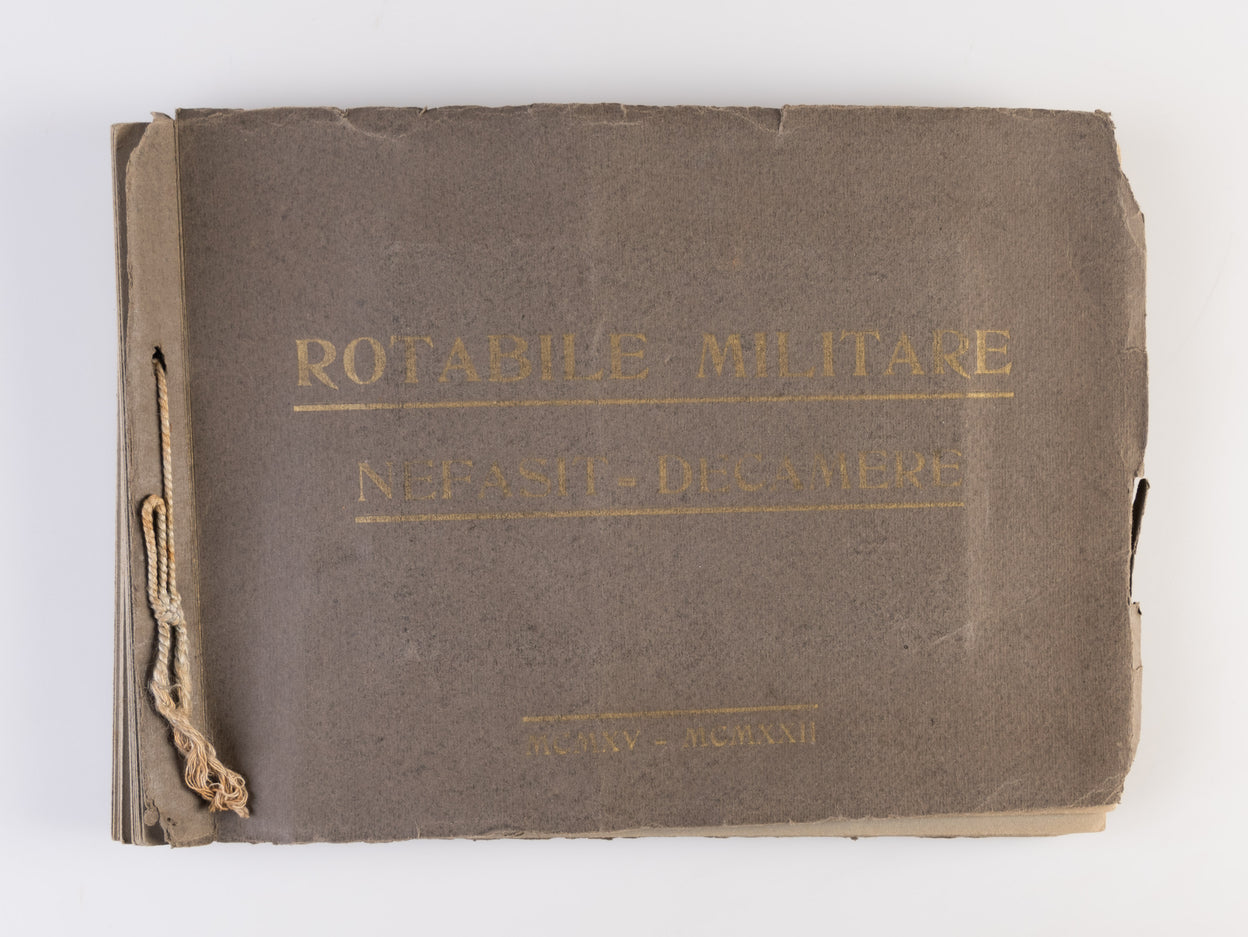 ROTABILE MILITARE
NEFASIT - DECAMERE
MCMXV - MCMXXII